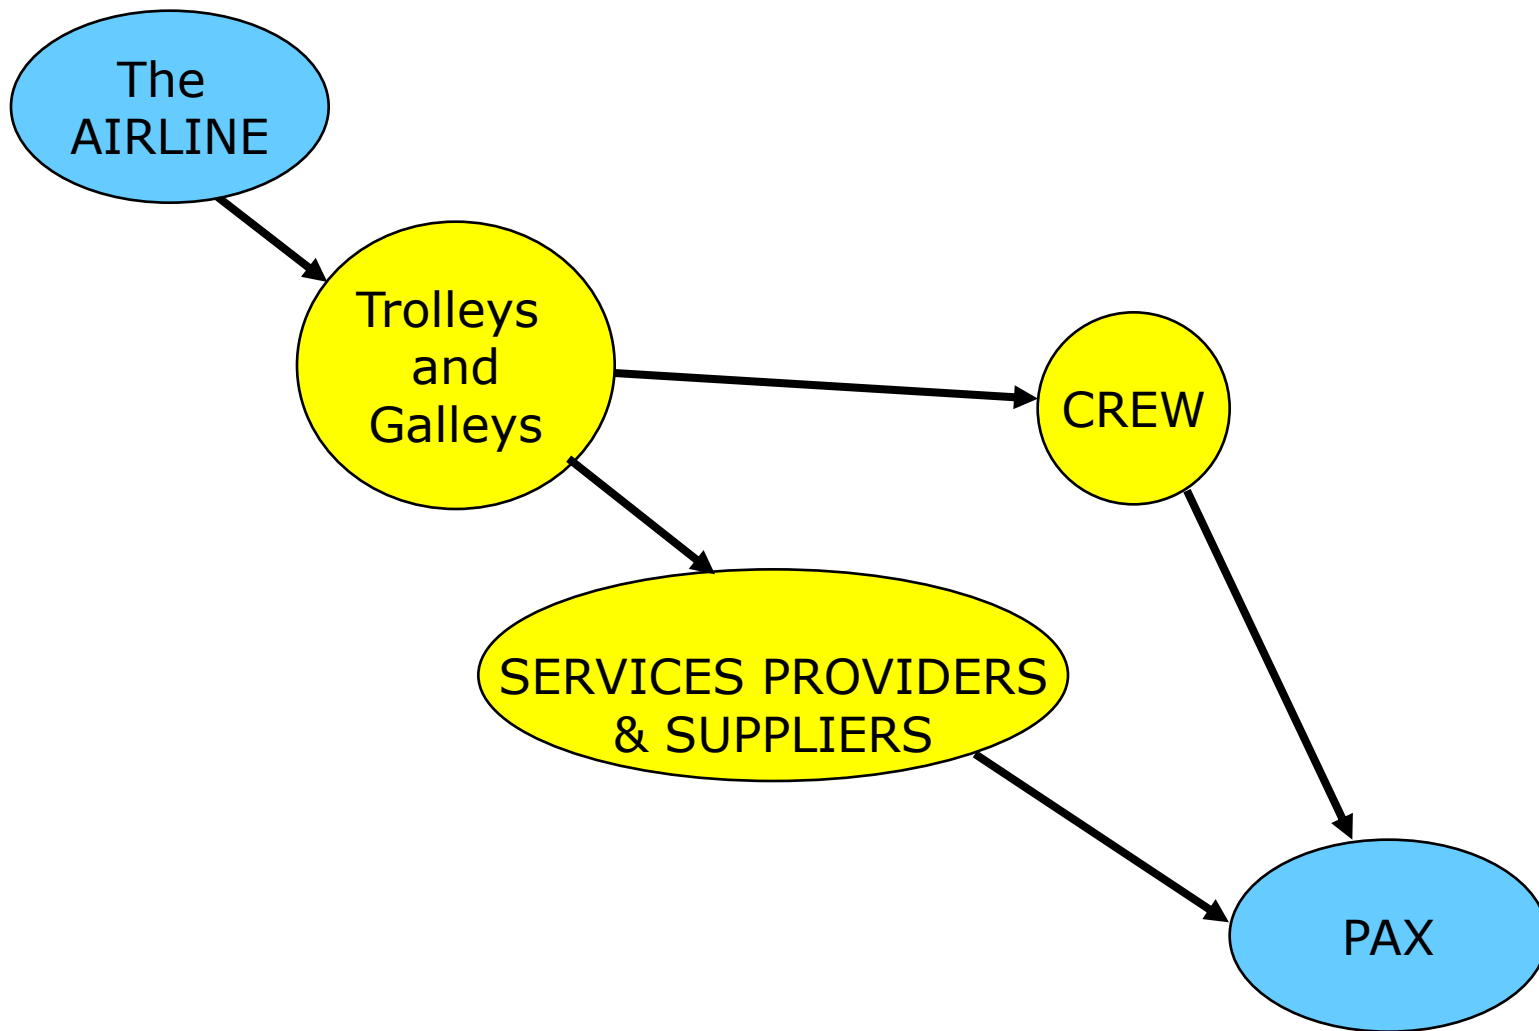 The
AIRLINE
Trolleys
and
Galleys
CREW
SERVICES PROVIDERS
& SUPPLIERS
PAX